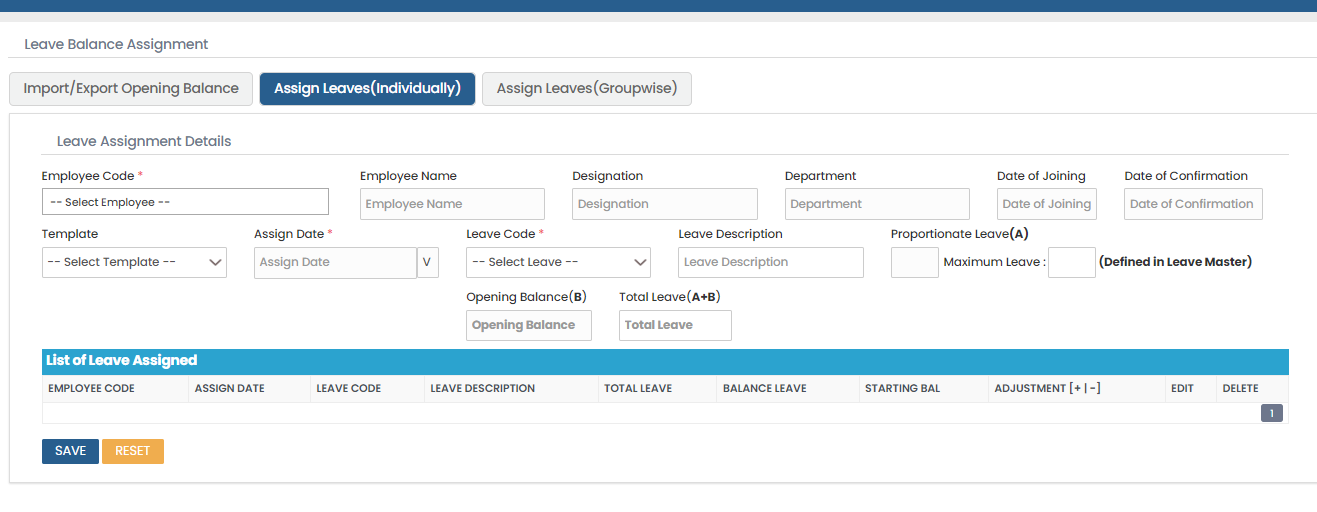 Leave Balance Assignment
Import/Export Opening Balance Assign Leaves(Individually) Assign Leaves(Groupwise)
Leave Assignment Details
Employee Code * Employee Name Designation Department Date of Joining Date of Confirmation
-- Select Employee -- Employee Name Designation Department Date of Joining Date of Confirmation
Template Assign Date * Leave Code * Leave Description Proportionate Leave(A)
-- Select Template -- Assign Date V -- Select Leave -- Leave Description Maximum Leave : (Defined in Leave Master)
Opening Balance(B) Total Leave(A+B)
Opening Balance Total Leave
List of Leave Assigned
EMPLOYEE CODE ASSIGN DATE LEAVE CODE LEAVE DESCRIPTION TOTAL LEAVE BALANCE LEAVE STARTING BAL ADJUSTMENT [+ | -] EDIT DELETE
1
SAVE RESET